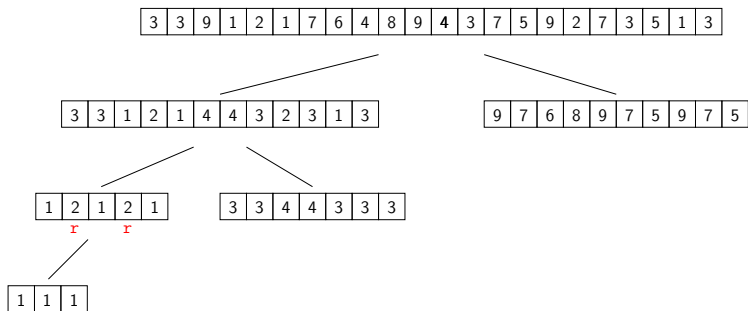 3 3 9 1 2 1 7 6 4 8 9 4 3 7 5 9 2 7 3 5 1 3
3 3 1 2 1 4 4 3 2 3 1 3
9 7 6 8 9 7 5 9 7 5
1 2 1 2 1
3 3 4 4 3 3 3
r r
1 1 1